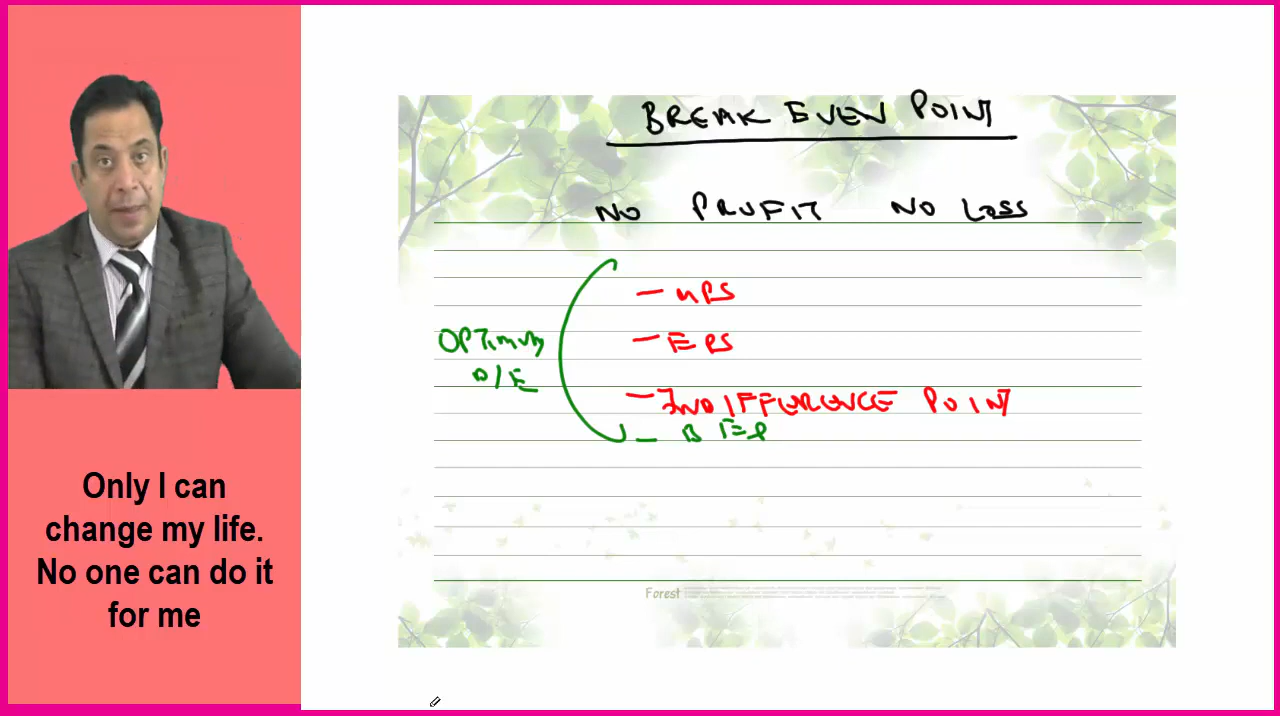 BREAK EVEN POINT
NO PROFIT NO Loss
- MPS
- EPS
OPTimum
D/E
- INDIFFERENCE POINT
- BEP
Only I can
change my life.
No one can do it
for me
Forest